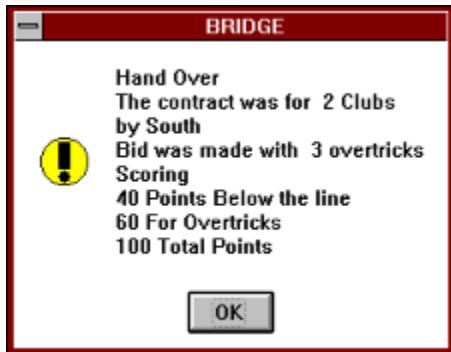 BRIDGE
Hand Over
The contract was for 2 Clubs
by South
Bid was made with 3 overtricks
Scoring
40 Points Below the line
60 For Overtricks
100 Total Points
OK